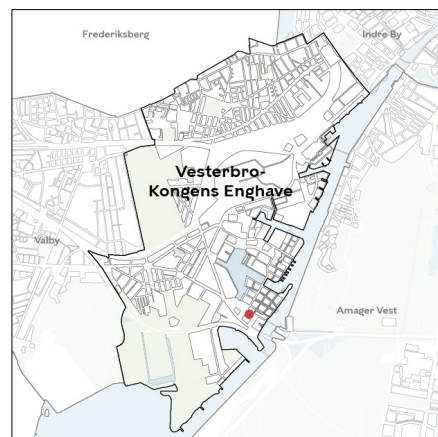 Frederiksberg
Indre By
Vesterbro-
Kongens Enghave
Valby
Amager Vest